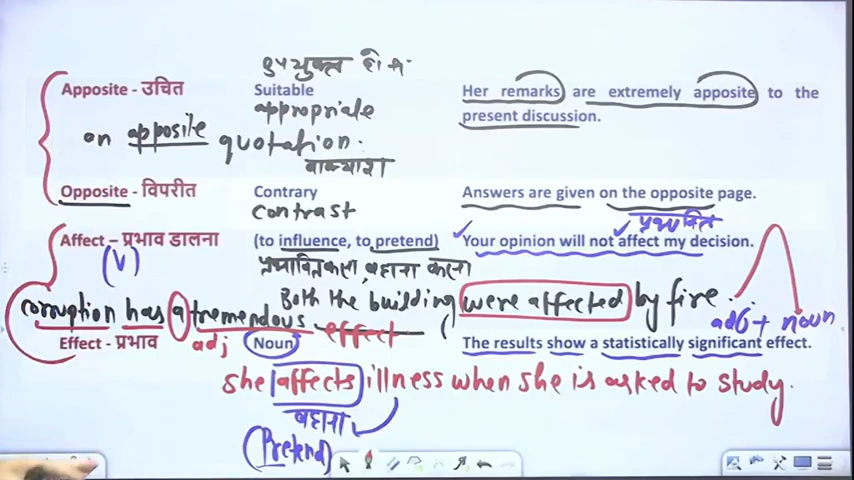 उपयुक्त होना
Apposite - उचित Suitable Her remarks are extremely apposite to the
appropriate present discussion.
an apposite quotation.
वाक्यांश
Opposite - विपरीत Contrary Answers are given on the opposite page.
contrast
प्रभावित
Affect – प्रभाव डालना (to influence, to pretend) Your opinion will not affect my decision.
(V) प्रभावित करना, बहाना करना
Both the building were affected by fire.
corruption has a tremendous effect
adj adj + noun
Effect - प्रभाव Noun The results show a statistically significant effect.
she affects illness when she is asked to study.
बहाना
(Pretend)